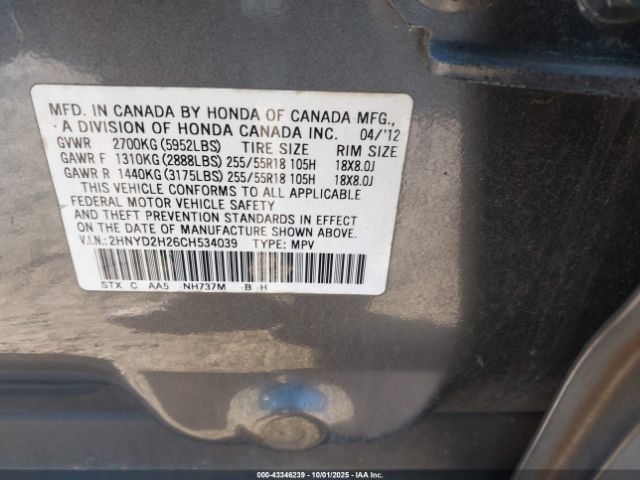 MFD. IN CANADA BY HONDA OF CANADA MFG.,
A DIVISION OF HONDA CANADA INC. 04/'12
GVWR 2700KG (5952LBS) TIRE SIZE RIM SIZE
GAWR F 1310KG (2888LBS) 255/55R18 105H 18X8.0J
GAWR R 1440KG (3175LBS) 255/55R18 105H 18X8.0J
THIS VEHICLE CONFORMS TO ALL APPLICABLE
FEDERAL MOTOR VEHICLE SAFETY
AND THEFT PREVENTION STANDARDS IN EFFECT
ON THE DATE OF MANUFACTURE SHOWN ABOVE.
V.I.N.: 2HNYD2H26CH534039 TYPE: MPV
STX C AA5 NH737M -B -H
000-43346239 - 10/01/2025 - IAA Inc.